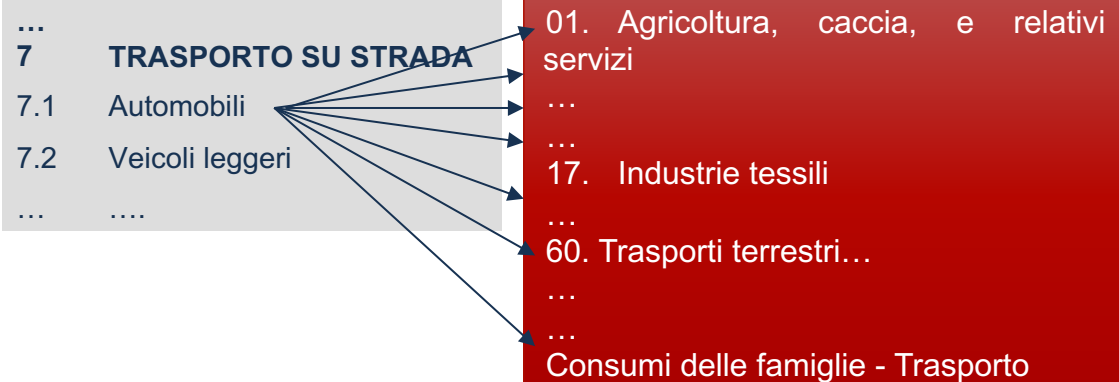 …
7 TRASPORTO SU STRADA
7.1 Automobili
7.2 Veicoli leggeri
… ….
01. Agricoltura, caccia, e relativi
servizi
…
…
17. Industrie tessili
…
60. Trasporti terrestri…
…
…
Consumi delle famiglie - Trasporto